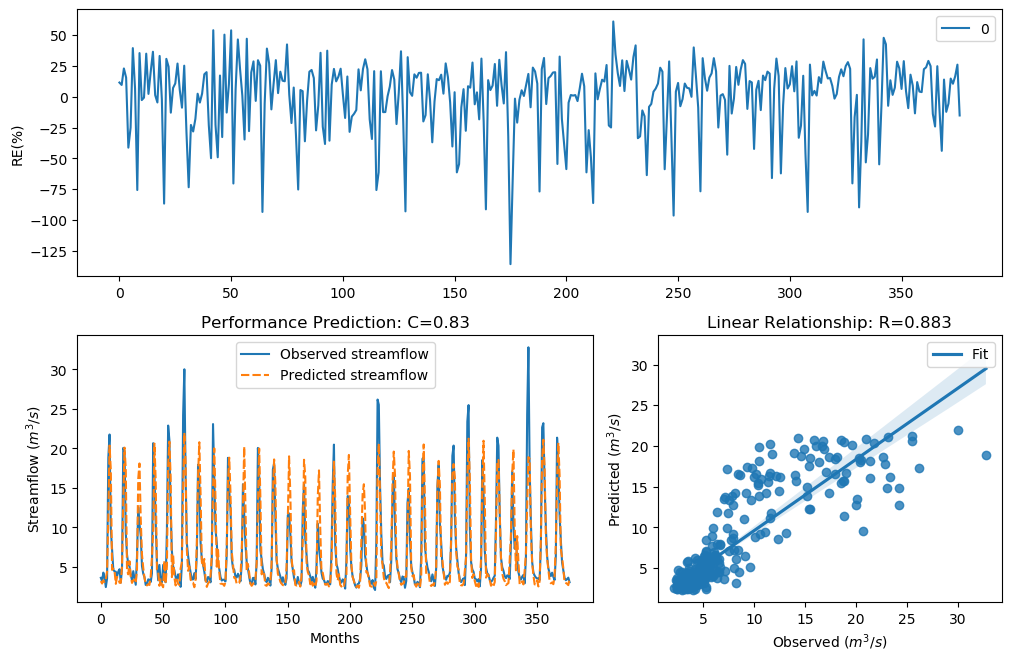 RE(%)
50
25
0
−25
−50
−75
−100
−125
0
0 50 100 150 200 250 300 350
Performance Prediction: C=0.83
Streamflow (m³/s)
30
25
20
15
10
5
Observed streamflow
Predicted streamflow
0 50 100 150 200 250 300 350
Months
Linear Relationship: R=0.883
Predicted (m³/s)
30
25
20
15
10
5
Fit
5 10 15 20 25 30
Observed (m³/s)